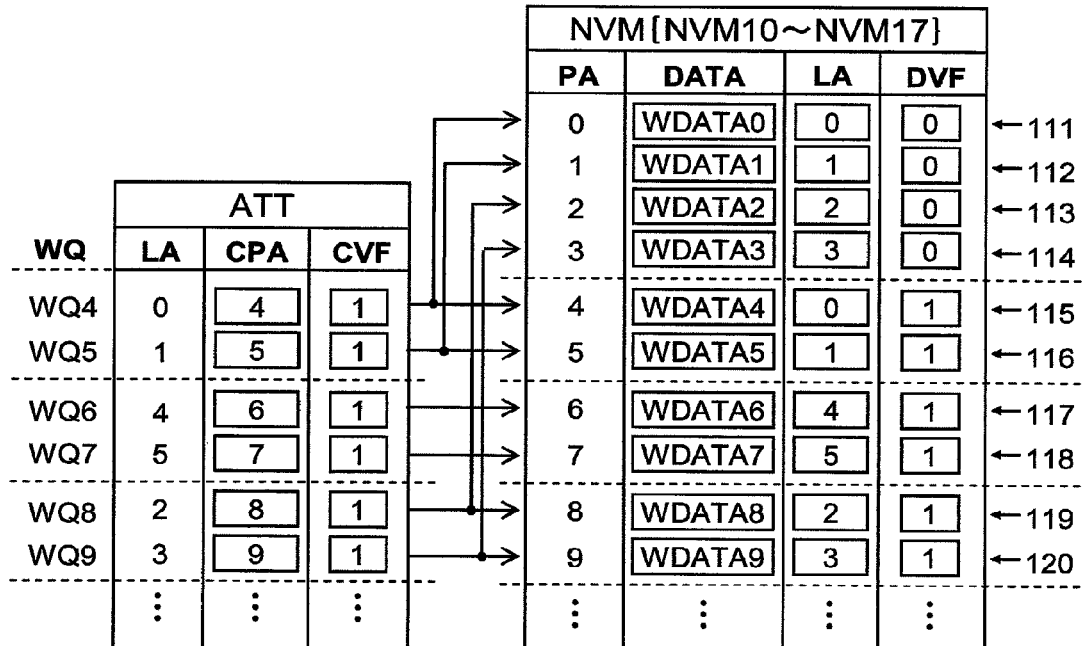 NVM{NVM10~NVM17}
PA DATA LA DVF
0 WDATA0 0 0 ←111
1 WDATA1 1 0 ←112
ATT 2 WDATA2 2 0 ←113
WQ LA CPA CVF 3 WDATA3 3 0 ←114
WQ4 0 4 1 4 WDATA4 0 1 ←115
WQ5 1 5 1 5 WDATA5 1 1 ←116
WQ6 4 6 1 6 WDATA6 4 1 ←117
WQ7 5 7 1 7 WDATA7 5 1 ←118
WQ8 2 8 1 8 WDATA8 2 1 ←119
WQ9 3 9 1 9 WDATA9 3 1 ←120